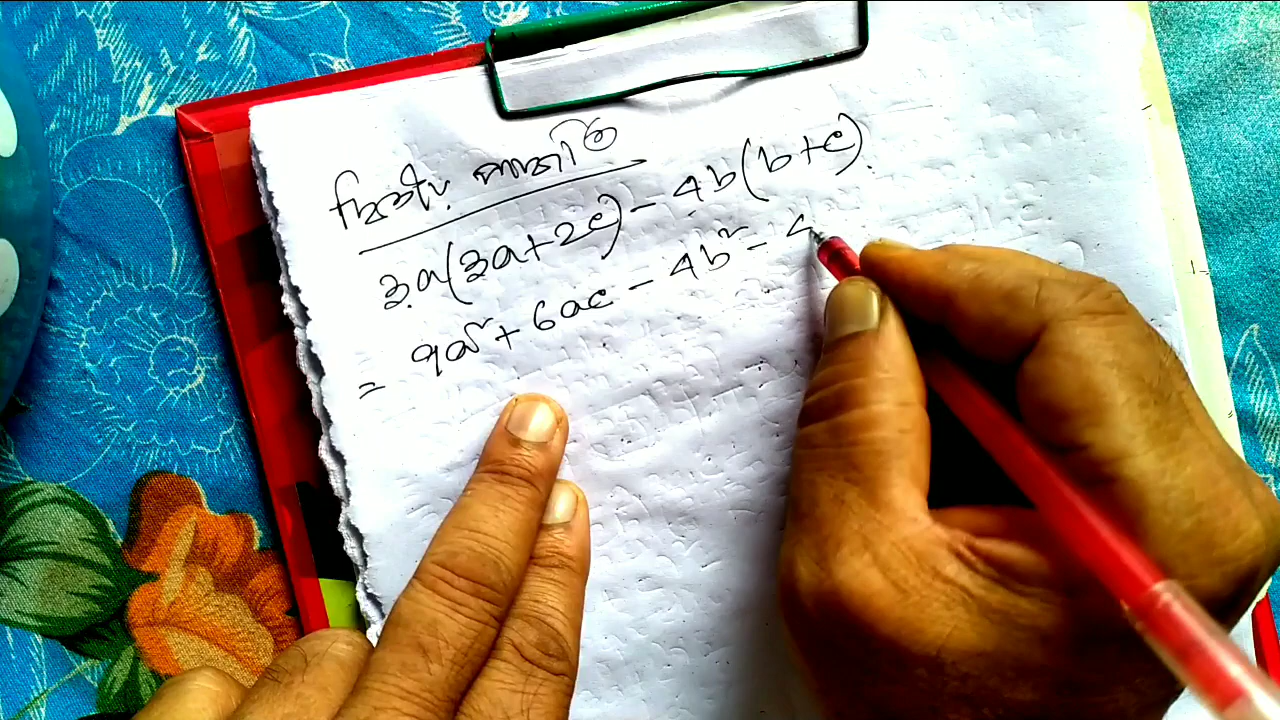 3a(3a+2c) - 4b(b+c)
= 9a² + 6ac - 4b² - 4